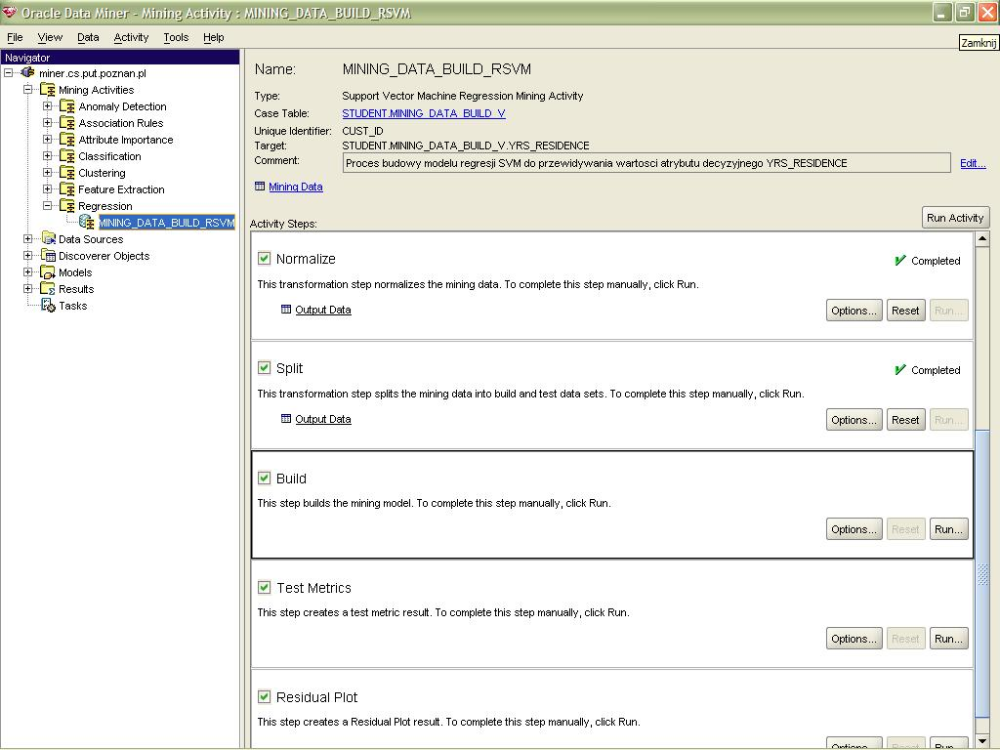 Oracle Data Miner - Mining Activity : MINING_DATA_BUILD_RSVM
File View Data Activity Tools Help
Zamknij
Navigator
miner.cs.put.poznan.pl
Mining Activities
Anomaly Detection
Association Rules
Attribute Importance
Classification
Clustering
Feature Extraction
Regression
MINING_DATA_BUILD_RSVM
Data Sources
Discoverer Objects
Models
Results
Tasks
Name: MINING_DATA_BUILD_RSVM
Type: Support Vector Machine Regression Mining Activity
Case Table: STUDENT.MINING_DATA_BUILD_V
Unique Identifier: CUST_ID
Target: STUDENT.MINING_DATA_BUILD_V.YRS_RESIDENCE
Comment: Proces budowy modelu regresji SVM do przewidywania wartosci atrybutu decyzyjnego YRS_RESIDENCE Edit...
Mining Data
Run Activity
Activity Steps:
Normalize Completed
This transformation step normalizes the mining data. To complete this step manually, click Run.
Output Data
Options... Reset Run...
Split Completed
This transformation step splits the mining data into build and test data sets. To complete this step manually, click Run.
Output Data
Options... Reset Run...
Build
This step builds the mining model. To complete this step manually, click Run.
Options... Reset Run...
Test Metrics
This step creates a test metric result. To complete this step manually, click Run.
Options... Reset Run...
Residual Plot
This step creates a Residual Plot result. To complete this step manually, click Run.
Options... Reset Run...